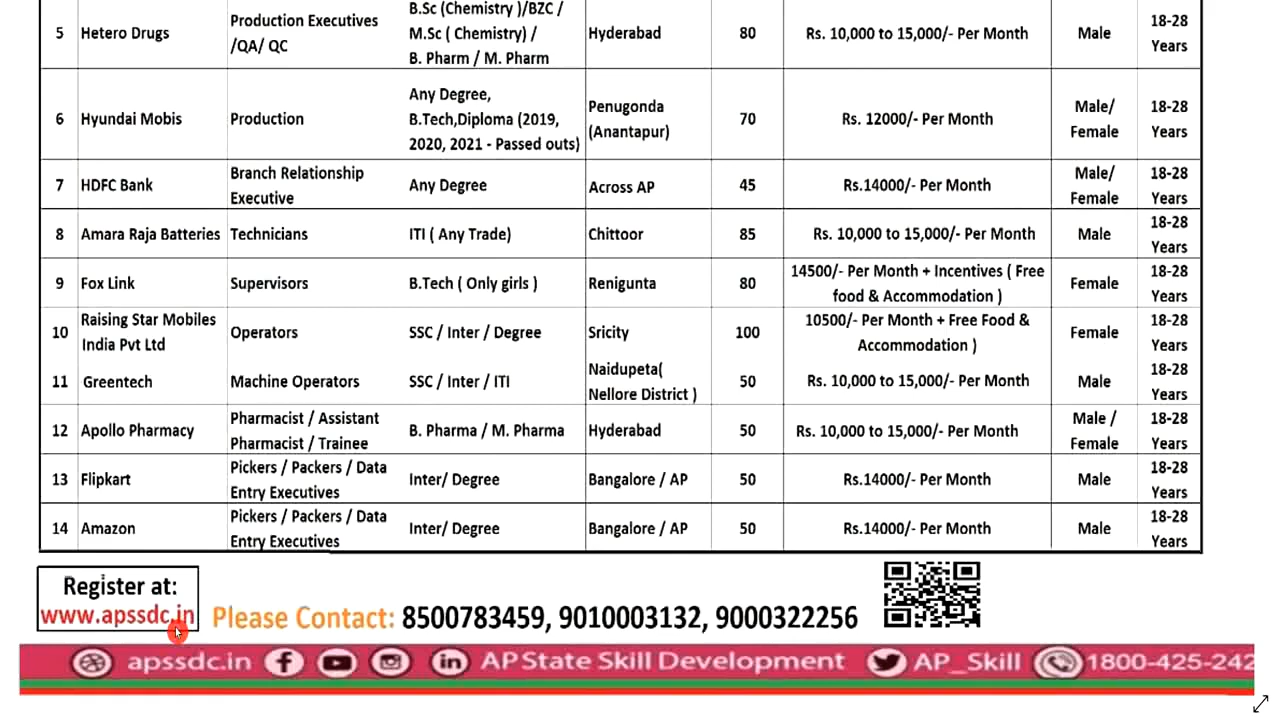 5 Hetero Drugs Production Executives /QA/ QC B.Sc (Chemistry )/BZC / M.Sc ( Chemistry) / B. Pharm / M. Pharm Hyderabad 80 Rs. 10,000 to 15,000/- Per Month Male 18-28 Years
6 Hyundai Mobis Production Any Degree, B.Tech,Diploma (2019, 2020, 2021 - Passed outs) Penugonda (Anantapur) 70 Rs. 12000/- Per Month Male/ Female 18-28 Years
7 HDFC Bank Branch Relationship Executive Any Degree Across AP 45 Rs.14000/- Per Month Male/ Female 18-28 Years
8 Amara Raja Batteries Technicians ITI ( Any Trade) Chittoor 85 Rs. 10,000 to 15,000/- Per Month Male 18-28 Years
9 Fox Link Supervisors B.Tech ( Only girls ) Renigunta 80 14500/- Per Month + Incentives ( Free food & Accommodation ) Female 18-28 Years
10 Raising Star Mobiles India Pvt Ltd Operators SSC / Inter / Degree Sricity 100 10500/- Per Month + Free Food & Accommodation ) Female 18-28 Years
11 Greentech Machine Operators SSC / Inter / ITI Naidupeta( Nellore District ) 50 Rs. 10,000 to 15,000/- Per Month Male 18-28 Years
12 Apollo Pharmacy Pharmacist / Assistant Pharmacist / Trainee B. Pharma / M. Pharma Hyderabad 50 Rs. 10,000 to 15,000/- Per Month Male / Female 18-28 Years
13 Flipkart Pickers / Packers / Data Entry Executives Inter/ Degree Bangalore / AP 50 Rs.14000/- Per Month Male 18-28 Years
14 Amazon Pickers / Packers / Data Entry Executives Inter/ Degree Bangalore / AP 50 Rs.14000/- Per Month Male 18-28 Years
Register at:
www.apssdc.in
Please Contact: 8500783459, 9010003132, 9000322256
apssdc.in AP State Skill Development AP_Skill 1800-425-242